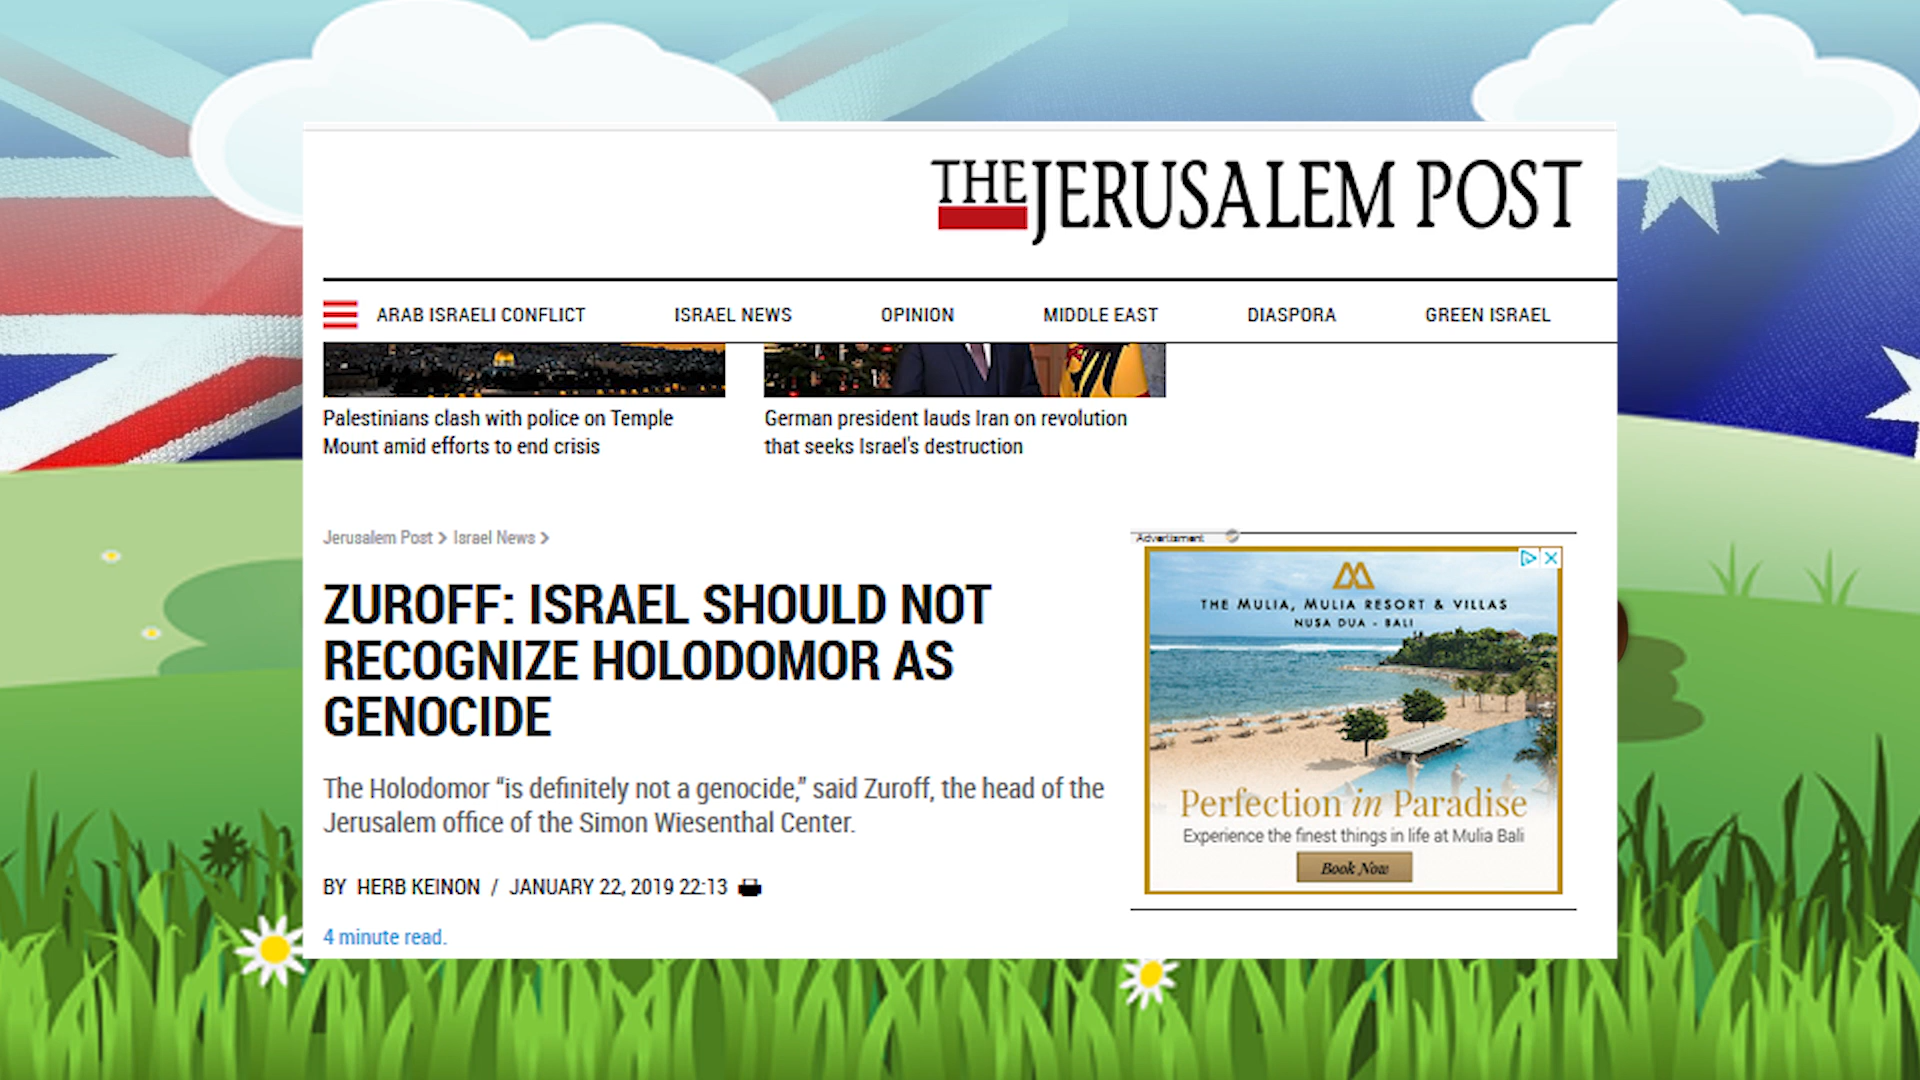 THE JERUSALEM POST
ARAB ISRAELI CONFLICT
ISRAEL NEWS
OPINION
MIDDLE EAST
DIASPORA
GREEN ISRAEL
Palestinians clash with police on Temple
Mount amid efforts to end crisis
German president lauds Iran on revolution
that seeks Israel's destruction
Jerusalem Post > Israel News >
ZUROFF: ISRAEL SHOULD NOT
RECOGNIZE HOLODOMOR AS
GENOCIDE
The Holodomor “is definitely not a genocide,” said Zuroff, the head of the
Jerusalem office of the Simon Wiesenthal Center.
BY HERB KEINON / JANUARY 22, 2019 22:13
4 minute read.
Advertisment
THE MULIA, MULIA RESORT & VILLAS
NUSA DUA - BALI
Perfection in Paradise
Experience the finest things in life at Mulia Bali
Book Now